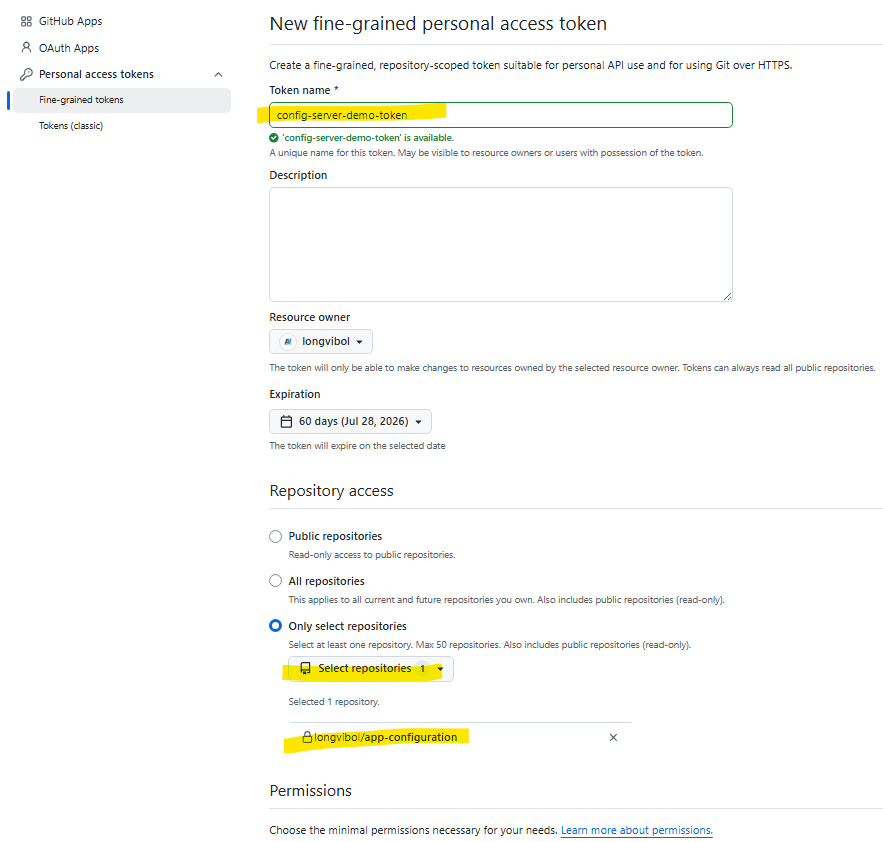 GitHub Apps
OAuth Apps
Personal access tokens
Fine-grained tokens
Tokens (classic)
New fine-grained personal access token
Create a fine-grained, repository-scoped token suitable for personal API use and for using Git over HTTPS.
Token name *
config-server-demo-token
'config-server-demo-token' is available.
A unique name for this token. May be visible to resource owners or users with possession of the token.
Description
Resource owner
longvibol
The token will only be able to make changes to resources owned by the selected resource owner. Tokens can always read all public repositories.
Expiration
60 days (Jul 28, 2026)
The token will expire on the selected date
Repository access
Public repositories
Read-only access to public repositories.
All repositories
This applies to all current and future repositories you own. Also includes public repositories (read-only).
Only select repositories
Select at least one repository. Max 50 repositories. Also includes public repositories (read-only).
Select repositories 1
Selected 1 repository.
longvibol/app-configuration
Permissions
Choose the minimal permissions necessary for your needs. Learn more about permissions.